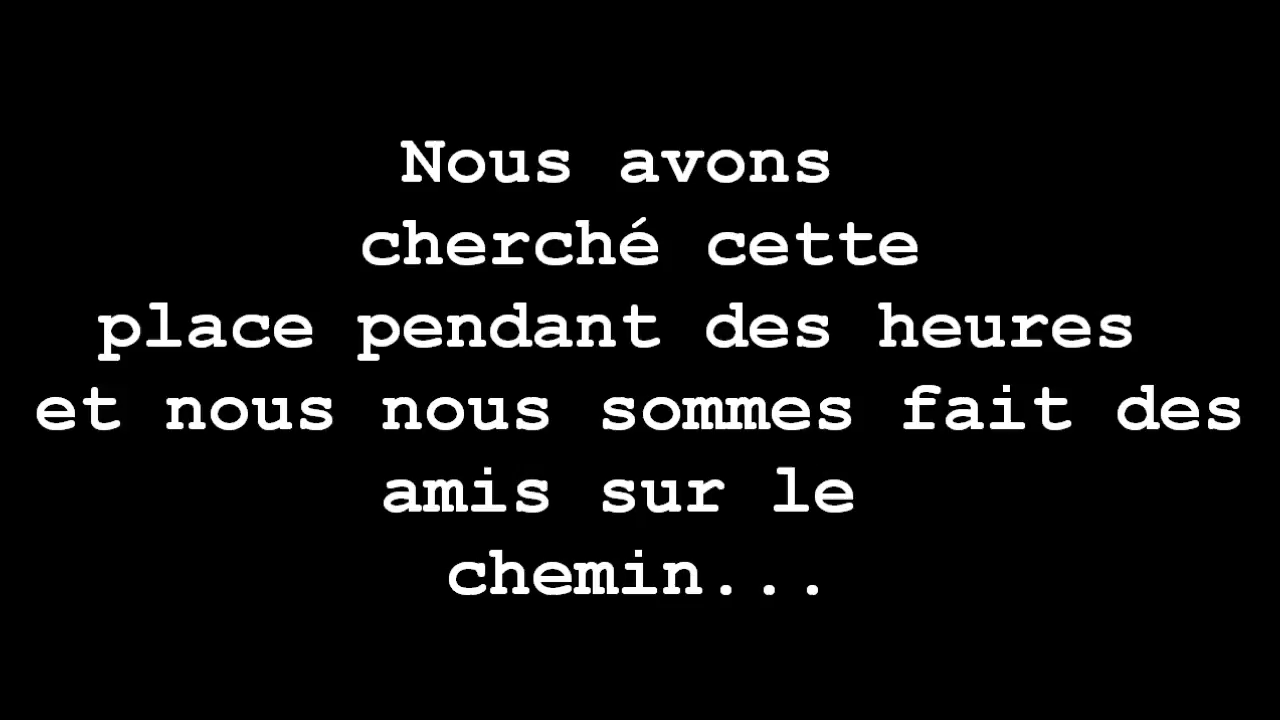 Nous avons
cherché cette
place pendant des heures
et nous nous sommes fait des
amis sur le
chemin...